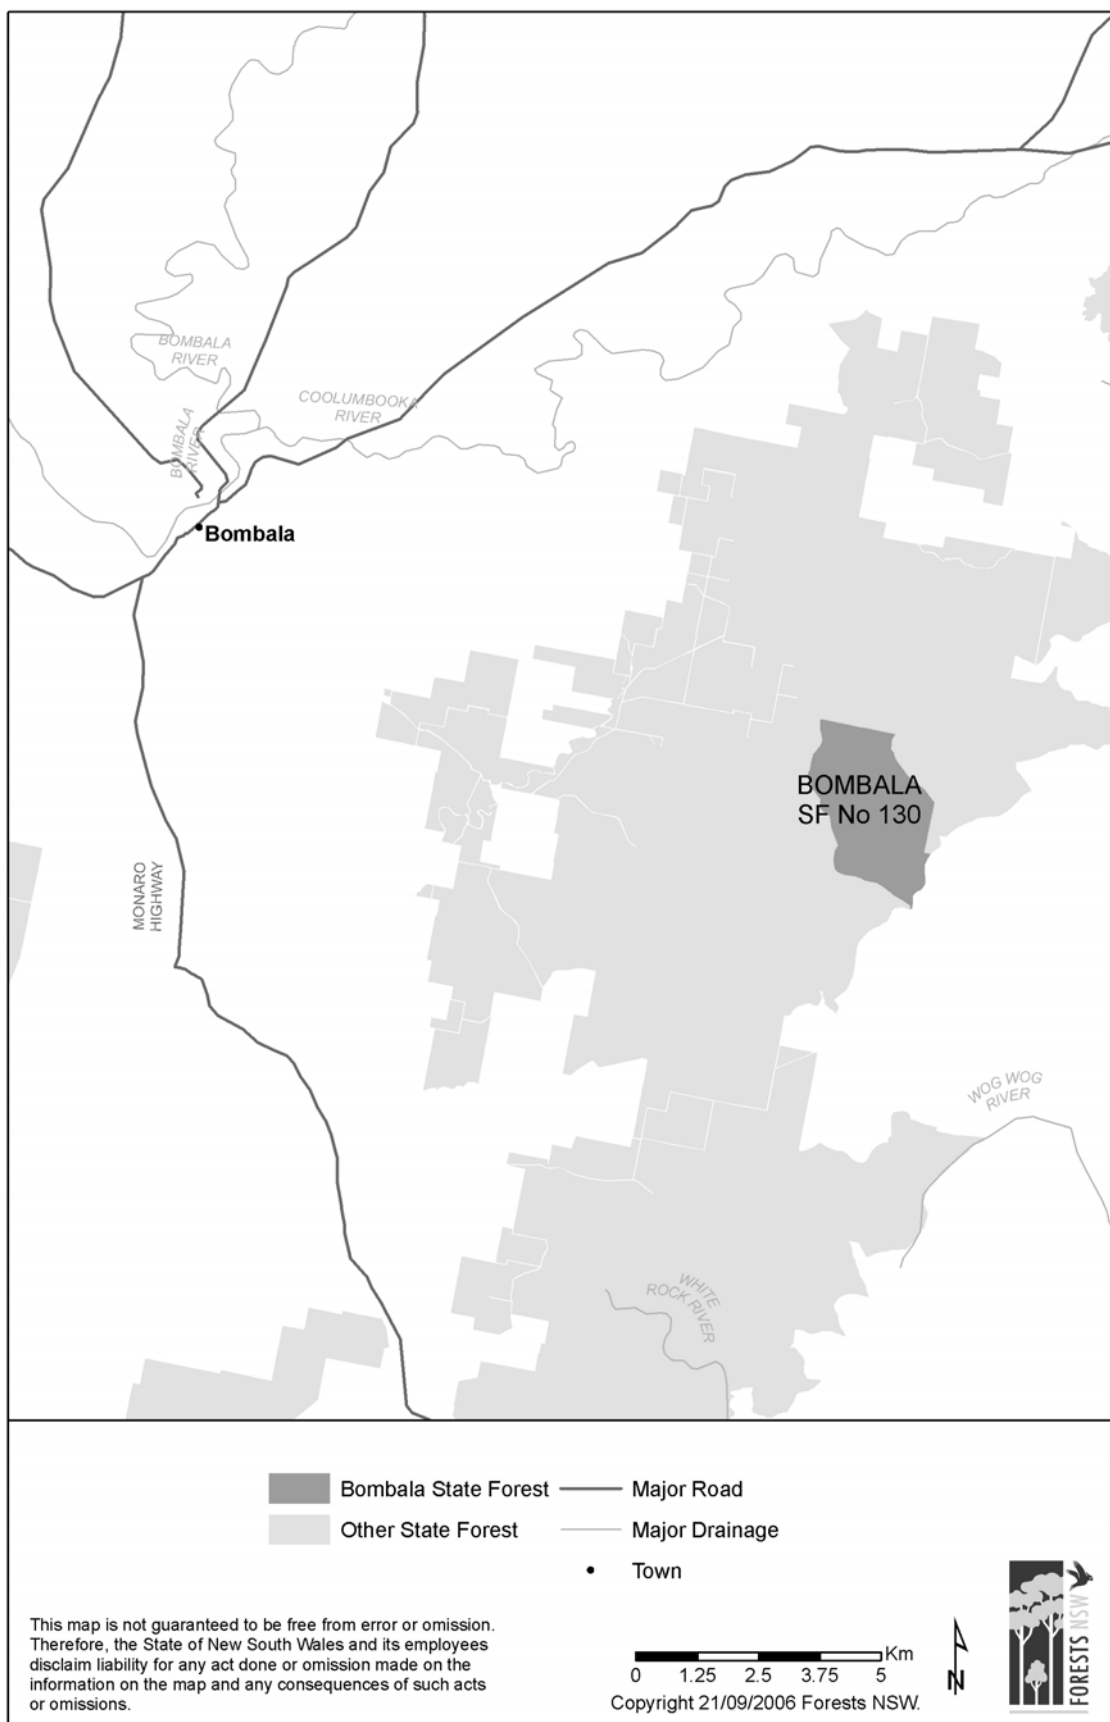 BOMBALA
RIVER
COOLUMBOOKA
RIVER
BOMBALA
RIVER
Bombala
BOMBALA
SF No 130
MONARO
HIGHWAY
WOG WOG
RIVER
WHITE
ROCK RIVER
Bombala State Forest
Major Road
Other State Forest
Major Drainage
Town
This map is not guaranteed to be free from error or omission.
Therefore, the State of New South Wales and its employees
disclaim liability for any act done or omission made on the
information on the map and any consequences of such acts
or omissions.
Km
0 1.25 2.5 3.75 5
Copyright 21/09/2006 Forests NSW.
N
FORESTS NSW